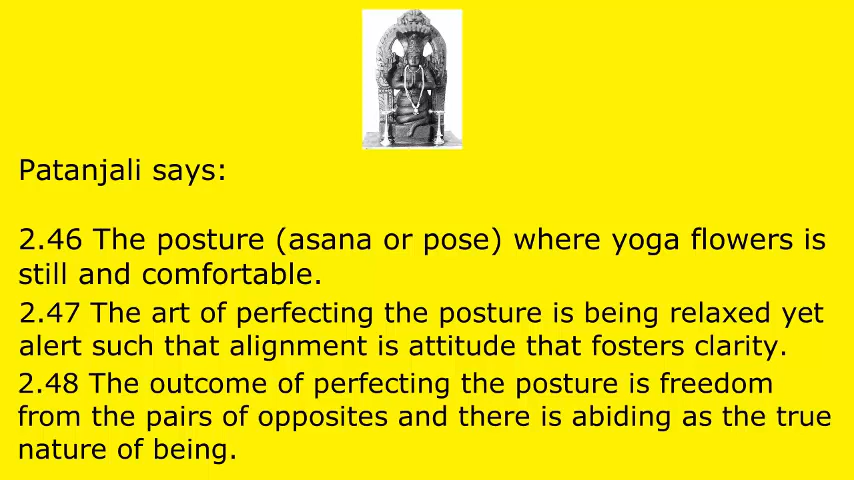 Patanjali says:
2.46 The posture (asana or pose) where yoga flowers is
still and comfortable.
2.47 The art of perfecting the posture is being relaxed yet
alert such that alignment is attitude that fosters clarity.
2.48 The outcome of perfecting the posture is freedom
from the pairs of opposites and there is abiding as the true
nature of being.